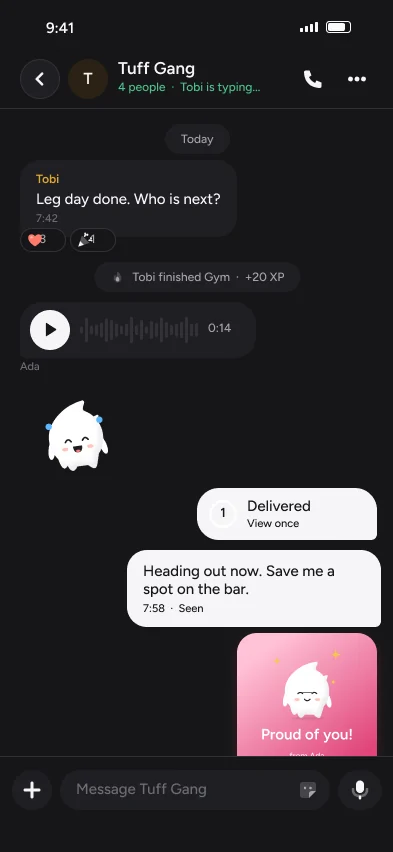 9:41
T
Tuff Gang
4 people · Tobi is typing...
Today
Tobi
Leg day done. Who is next?
7:42
3
4
Tobi finished Gym · +20 XP
0:14
Ada
1
Delivered
View once
Heading out now. Save me a
spot on the bar.
7:58 · Seen
Proud of you!
from Ada
Message Tuff Gang